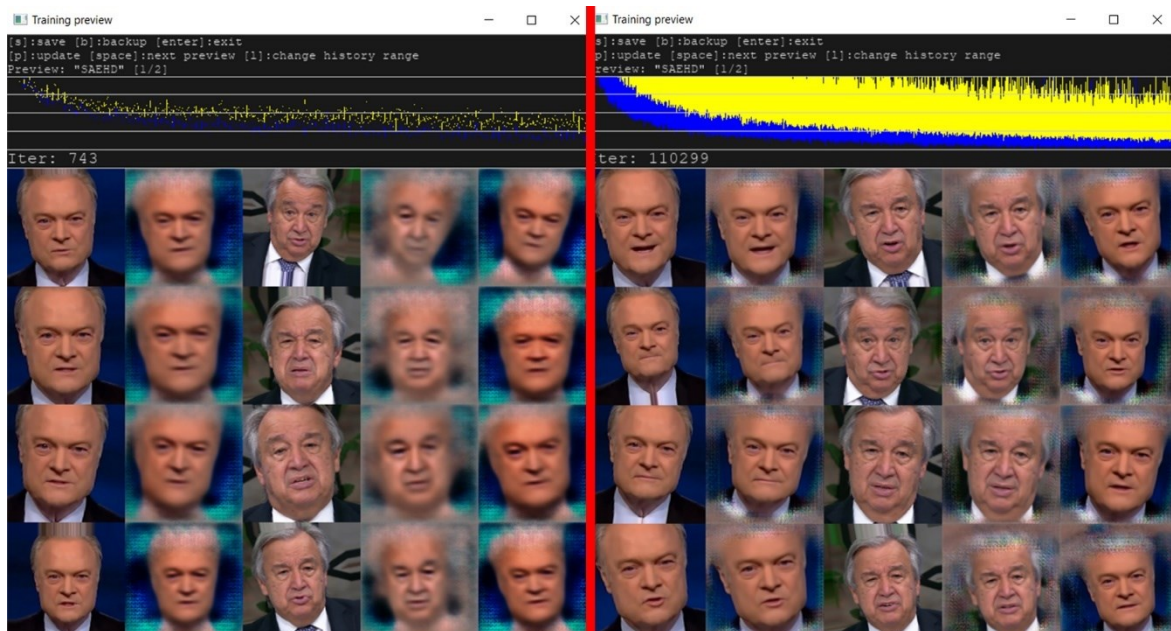 Training preview
[s]:save [b]:backup [enter]:exit
[p]:update [space]:next preview [l]:change history range
Preview: "SAEHD" [1/2]
Iter: 743
Training preview
s]:save [b]:backup [enter]:exit
p]:update [space]:next preview [l]:change history range
review: "SAEHD" [1/2]
ter: 110299